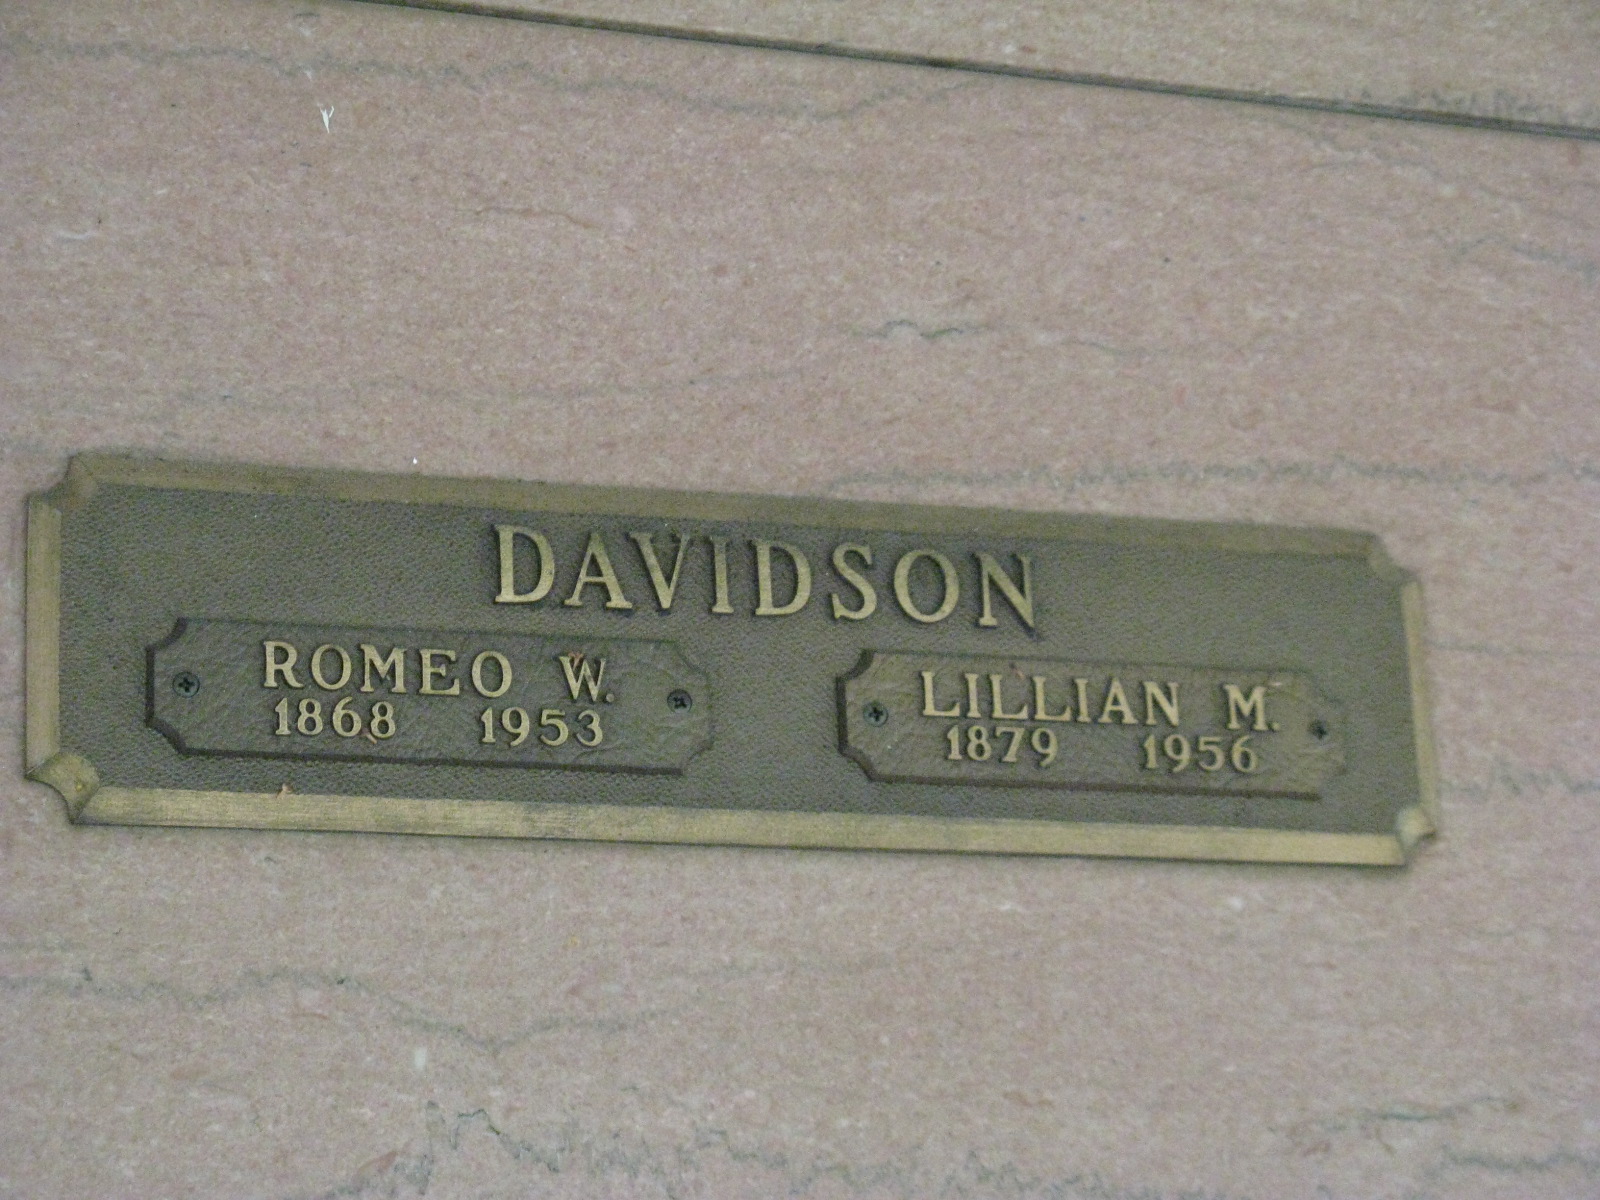 DAVIDSON
ROMEO W.
1868 1953
LILLIAN M.
1879 1956